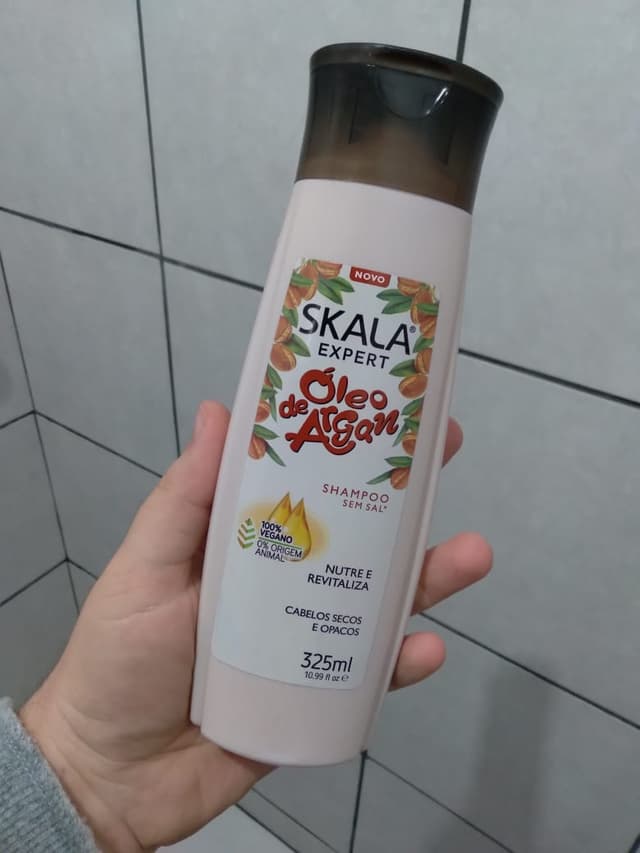 NOVO
SKALA®
EXPERT
Óleo
de Argan
SHAMPOO
SEM SAL*
100%
VEGANO
0% ORIGEM
ANIMAL*
NUTRE E
REVITALIZA
CABELOS SECOS
E OPACOS
325ml
10.99 fl oz ℮